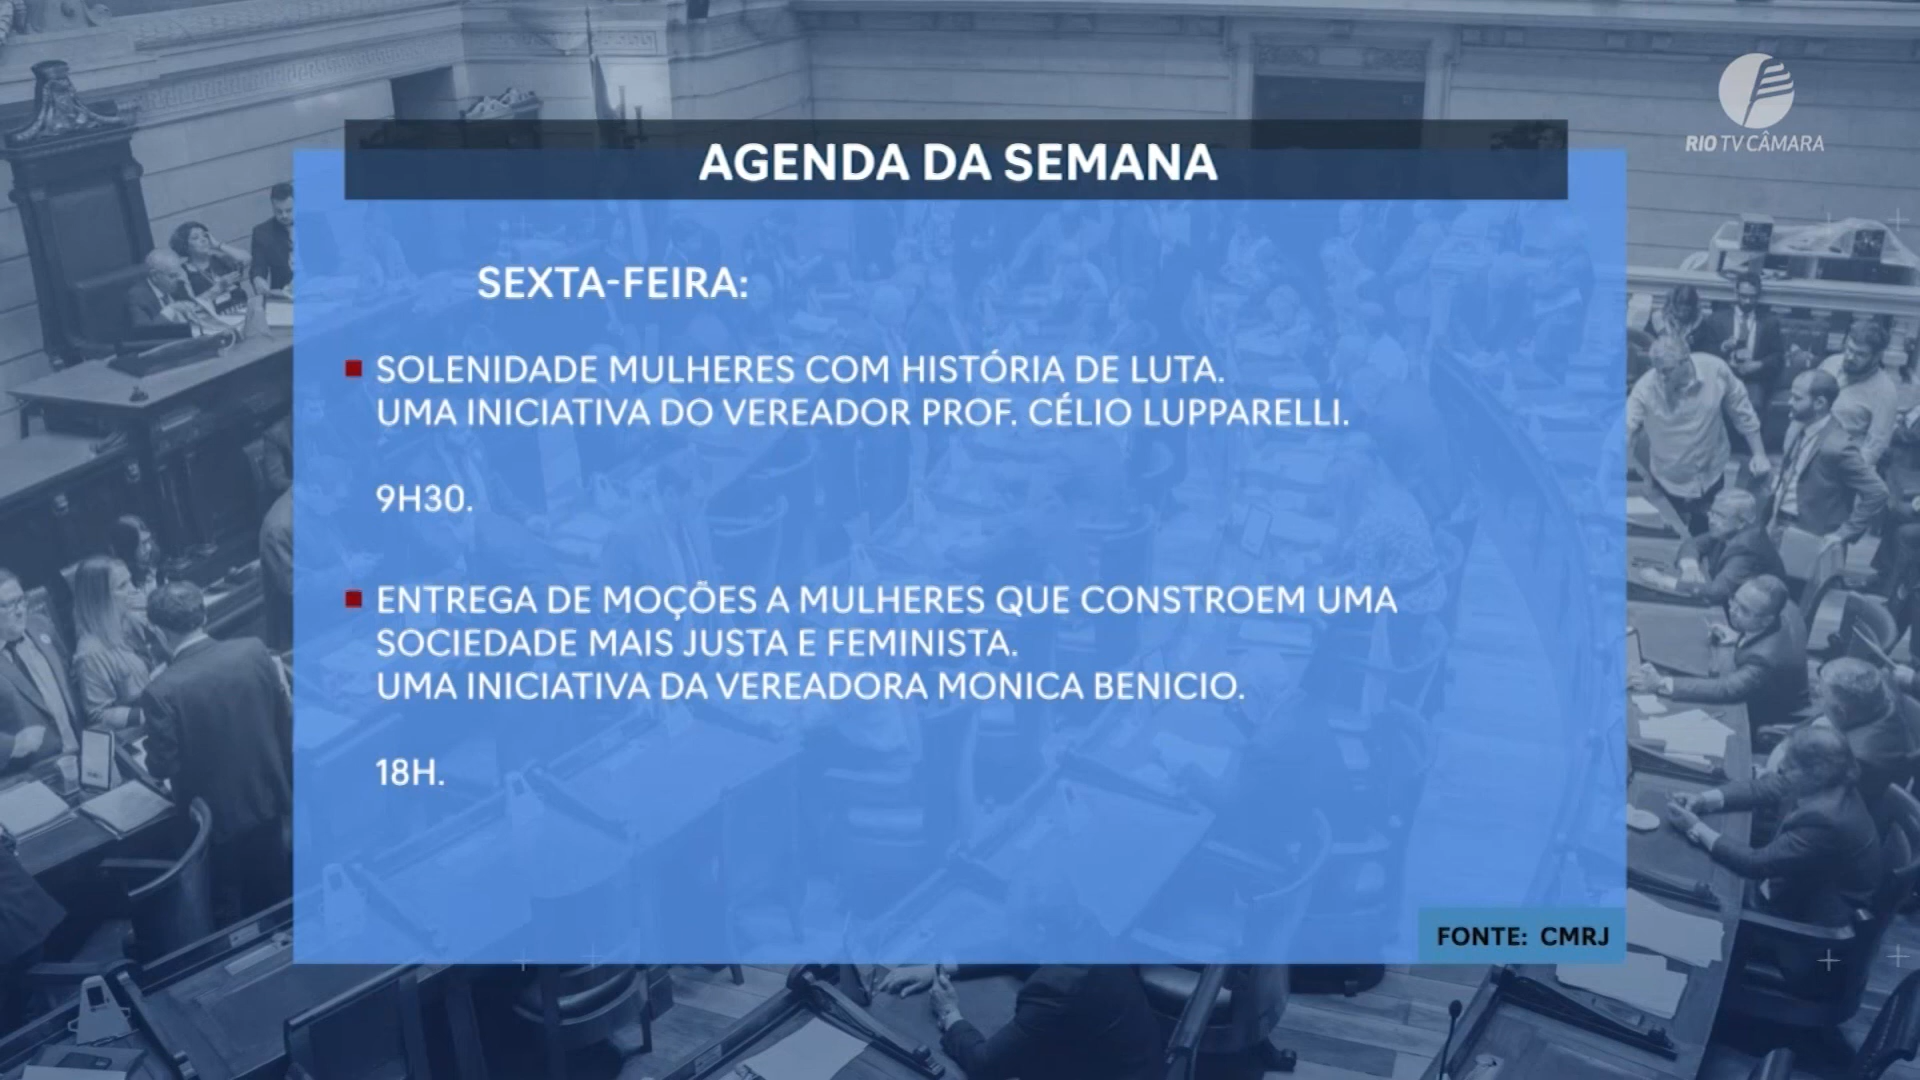 RIO TV CÂMARA
AGENDA DA SEMANA
SEXTA-FEIRA:
SOLENIDADE MULHERES COM HISTÓRIA DE LUTA.
UMA INICIATIVA DO VEREADOR PROF. CÉLIO LUPPARELLI.
9H30.
ENTREGA DE MOÇÕES A MULHERES QUE CONSTROEM UMA
SOCIEDADE MAIS JUSTA E FEMINISTA.
UMA INICIATIVA DA VEREADORA MONICA BENICIO.
18H.
FONTE: CMRJ